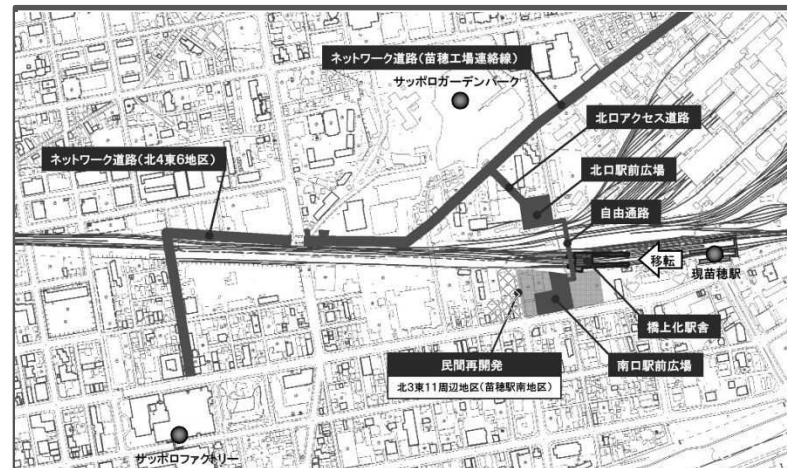 ネットワーク道路(苗穂工場連絡線)
サッポロガーデンパーク
北口アクセス道路
ネットワーク道路(北4東6地区)
北口駅前広場
自由通路
移転
現苗穂駅
橋上化駅舎
民間再開発
北3東11周辺地区(苗穂駅南地区)
南口駅前広場
サッポロファクトリー